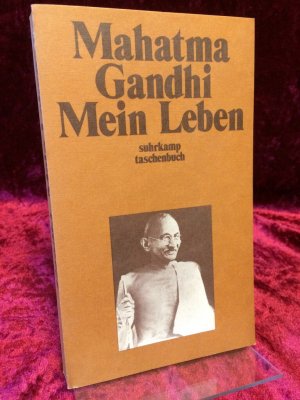 Mahatma
Gandhi
Mein Leben
suhrkamp
taschenbuch